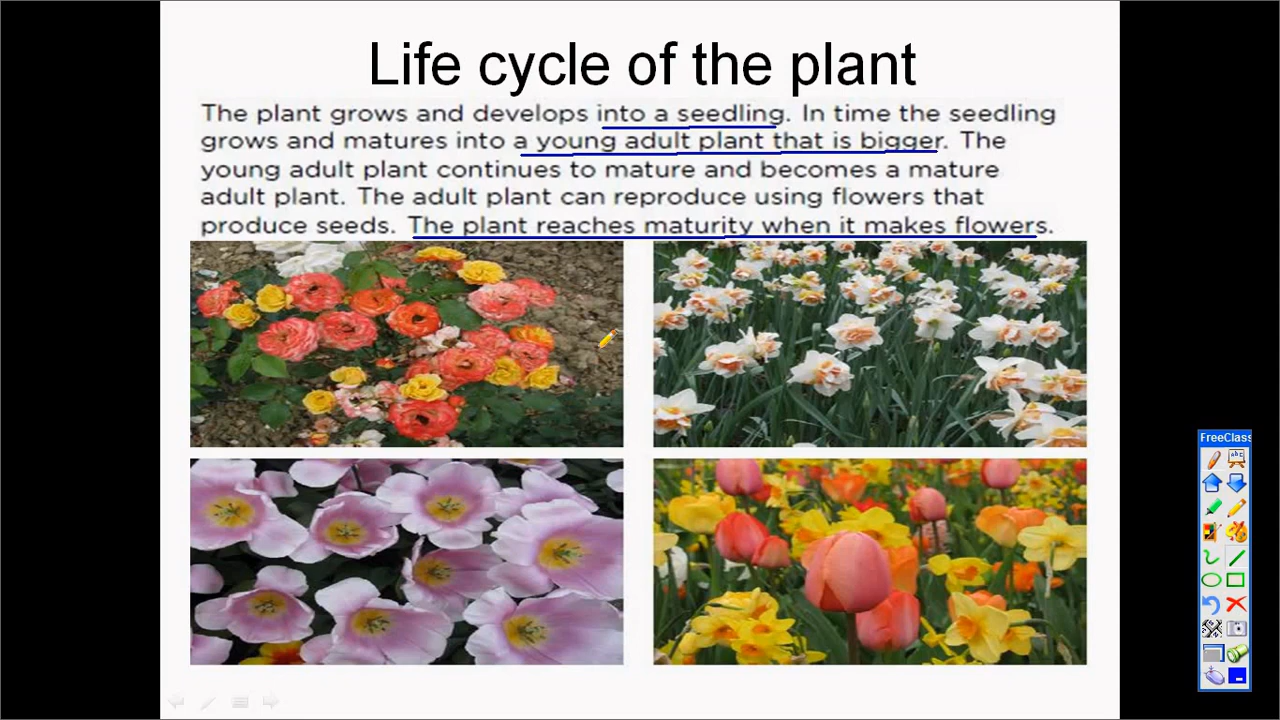 Life cycle of the plant
The plant grows and develops into a seedling. In time the seedling
grows and matures into a young adult plant that is bigger. The
young adult plant continues to mature and becomes a mature
adult plant. The adult plant can reproduce using flowers that
produce seeds. The plant reaches maturity when it makes flowers.
FreeClass
abc